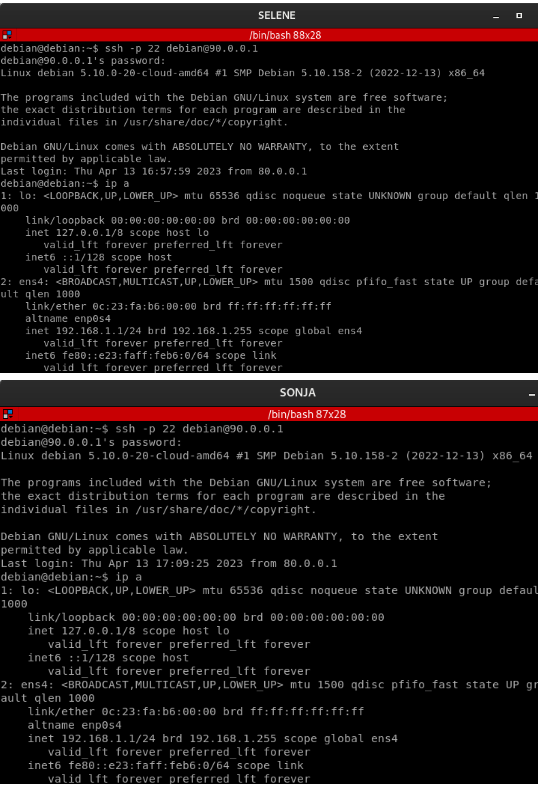 SELENE
/bin/bash 88x28
debian@debian:~$ ssh -p 22 debian@90.0.0.1
debian@90.0.0.1's password:
Linux debian 5.10.0-20-cloud-amd64 #1 SMP Debian 5.10.158-2 (2022-12-13) x86_64
The programs included with the Debian GNU/Linux system are free software;
the exact distribution terms for each program are described in the
individual files in /usr/share/doc/*/copyright.
Debian GNU/Linux comes with ABSOLUTELY NO WARRANTY, to the extent
permitted by applicable law.
Last login: Thu Apr 13 16:57:59 2023 from 80.0.0.1
debian@debian:~$ ip a
1: lo: <LOOPBACK,UP,LOWER_UP> mtu 65536 qdisc noqueue state UNKNOWN group default qlen 1
000
link/loopback 00:00:00:00:00:00 brd 00:00:00:00:00:00
inet 127.0.0.1/8 scope host lo
valid_lft forever preferred_lft forever
inet6 ::1/128 scope host
valid_lft forever preferred_lft forever
2: ens4: <BROADCAST,MULTICAST,UP,LOWER_UP> mtu 1500 qdisc pfifo_fast state UP group defa
ult qlen 1000
link/ether 0c:23:fa:b6:00:00 brd ff:ff:ff:ff:ff:ff
altname enp0s4
inet 192.168.1.1/24 brd 192.168.1.255 scope global ens4
valid_lft forever preferred_lft forever
inet6 fe80::e23:faff:feb6:0/64 scope link
valid_lft forever preferred_lft forever
SONJA
/bin/bash 87x28
debian@debian:~$ ssh -p 22 debian@90.0.0.1
debian@90.0.0.1's password:
Linux debian 5.10.0-20-cloud-amd64 #1 SMP Debian 5.10.158-2 (2022-12-13) x86_64
The programs included with the Debian GNU/Linux system are free software;
the exact distribution terms for each program are described in the
individual files in /usr/share/doc/*/copyright.
Debian GNU/Linux comes with ABSOLUTELY NO WARRANTY, to the extent
permitted by applicable law.
Last login: Thu Apr 13 17:09:25 2023 from 80.0.0.1
debian@debian:~$ ip a
1: lo: <LOOPBACK,UP,LOWER_UP> mtu 65536 qdisc noqueue state UNKNOWN group defaul
1000
link/loopback 00:00:00:00:00:00 brd 00:00:00:00:00:00
inet 127.0.0.1/8 scope host lo
valid_lft forever preferred_lft forever
inet6 ::1/128 scope host
valid_lft forever preferred_lft forever
2: ens4: <BROADCAST,MULTICAST,UP,LOWER_UP> mtu 1500 qdisc pfifo_fast state UP gr
ault qlen 1000
link/ether 0c:23:fa:b6:00:00 brd ff:ff:ff:ff:ff:ff
altname enp0s4
inet 192.168.1.1/24 brd 192.168.1.255 scope global ens4
valid_lft forever preferred_lft forever
inet6 fe80::e23:faff:feb6:0/64 scope link
valid_lft forever preferred_lft forever